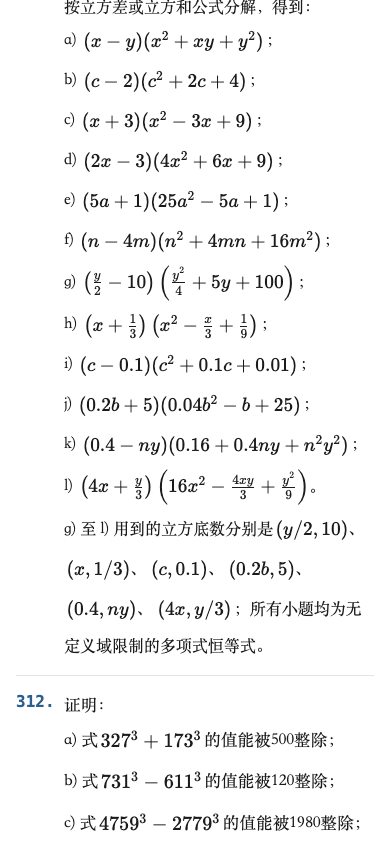 按立方差或立方和公式分解，得到：
a) (x − y)(x² + xy + y²)；
b) (c − 2)(c² + 2c + 4)；
c) (x + 3)(x² − 3x + 9)；
d) (2x − 3)(4x² + 6x + 9)；
e) (5a + 1)(25a² − 5a + 1)；
f) (n − 4m)(n² + 4mn + 16m²)；
g) (y/2 − 10)(y²/4 + 5y + 100)；
h) (x + 1/3)(x² − x/3 + 1/9)；
i) (c − 0.1)(c² + 0.1c + 0.01)；
j) (0.2b + 5)(0.04b² − b + 25)；
k) (0.4 − ny)(0.16 + 0.4ny + n²y²)；
l) (4x + y/3)(16x² − 4xy/3 + y²/9)。
g) 至 l) 用到的立方底数分别是 (y/2, 10)、
(x, 1/3)、(c, 0.1)、(0.2b, 5)、
(0.4, ny)、(4x, y/3)；所有小题均为无
定义域限制的多项式恒等式。
312. 证明：
a) 式 327³ + 173³ 的值能被500整除；
b) 式 731³ − 611³ 的值能被120整除；
c) 式 4759³ − 2779³ 的值能被1980整除；